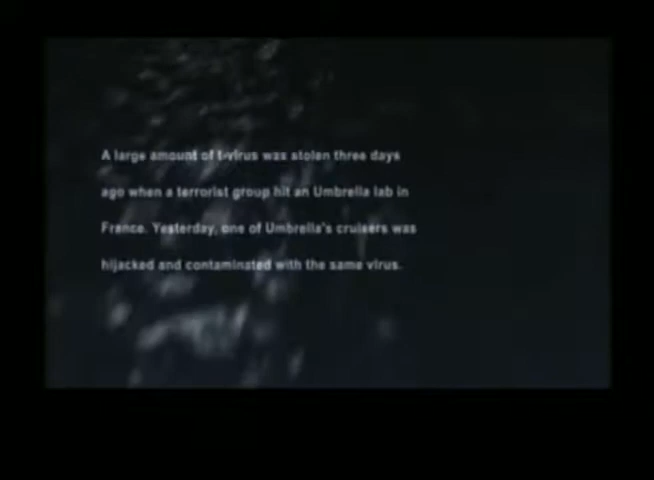 A large amount of t-virus was stolen three days
ago when a terrorist group hit an Umbrella lab in
France. Yesterday, one of Umbrella's cruisers was
hijacked and contaminated with the same virus.